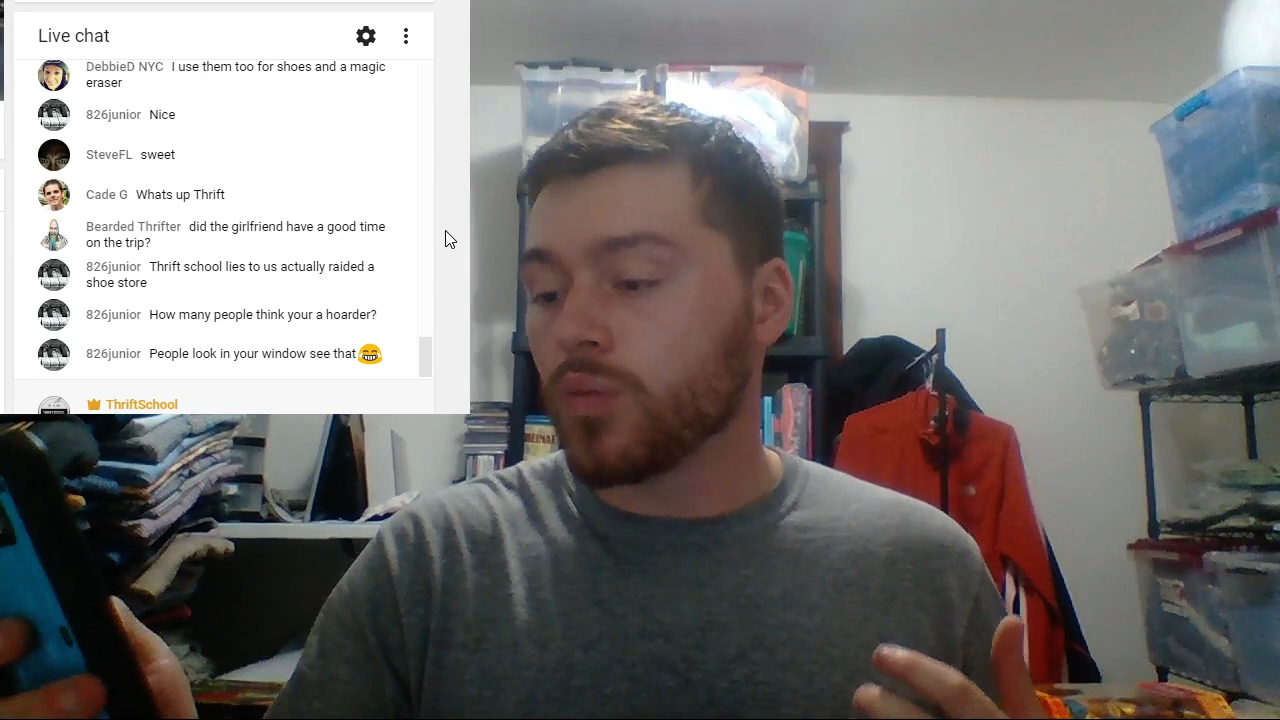 Live chat
DebbieD NYC I use them too for shoes and a magic
eraser
826junior Nice
SteveFL sweet
Cade G Whats up Thrift
Bearded Thrifter did the girlfriend have a good time
on the trip?
826junior Thrift school lies to us actually raided a
shoe store
826junior How many people think your a hoarder?
826junior People look in your window see that 😂
ThriftSchool